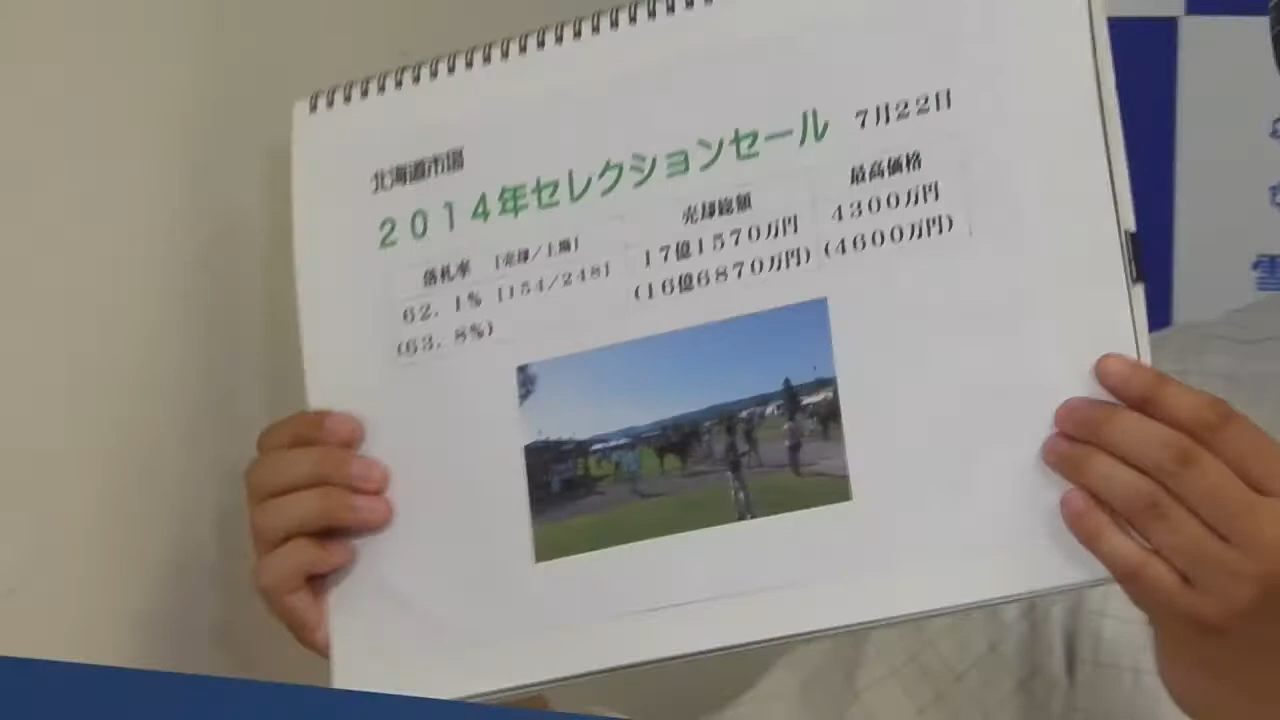 北海道市場
2014年セレクションセール 7月22日
落札率 [売却/上場] 売却総額 最高価格
62.1% [154/248] 17億1570万円 4300万円
(63.8%) (16億6870万円) (4600万円)
雪